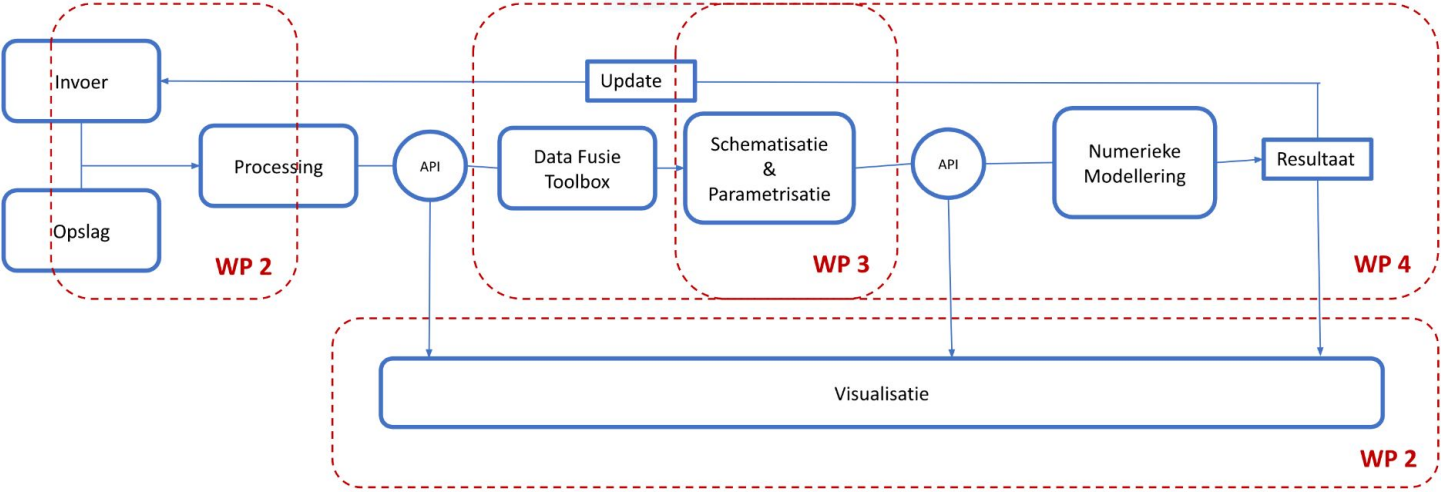 Invoer
Update
Processing
API
Data Fusie
Toolbox
Schematisatie
&
Parametrisatie
API
Numerieke
Modellering
Resultaat
Opslag
WP 2
WP 3
WP 4
Visualisatie
WP 2